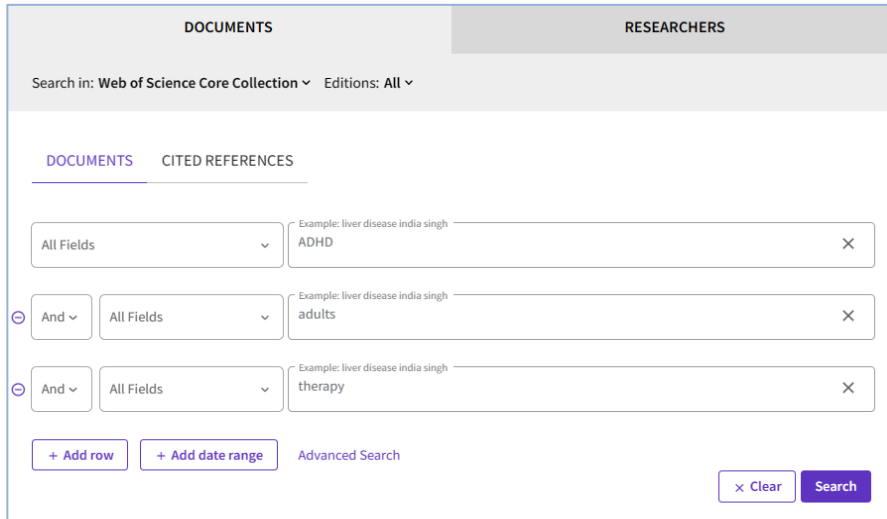 DOCUMENTS RESEARCHERS
Search in: Web of Science Core Collection Editions: All
DOCUMENTS CITED REFERENCES
All Fields Example: liver disease india singh
ADHD
And All Fields Example: liver disease india singh
adults
And All Fields Example: liver disease india singh
therapy
+ Add row + Add date range Advanced Search
× Clear Search